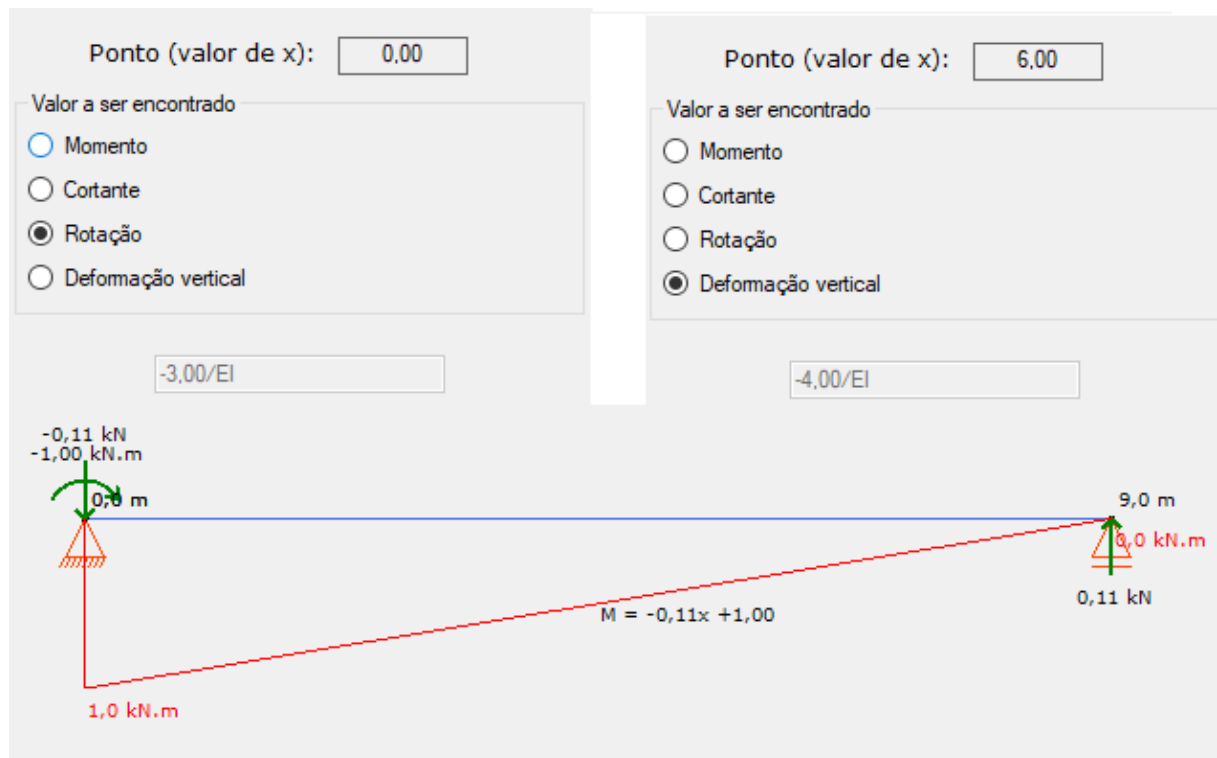 Ponto (valor de x): 0,00
Valor a ser encontrado
Momento
Cortante
Rotação
Deformação vertical
-3,00/EI
Ponto (valor de x): 6,00
Valor a ser encontrado
Momento
Cortante
Rotação
Deformação vertical
-4,00/EI
-0,11 kN
-1,00 kN.m
0,0 m
9,0 m
0,0 kN.m
0,11 kN
M = -0,11x +1,00
1,0 kN.m